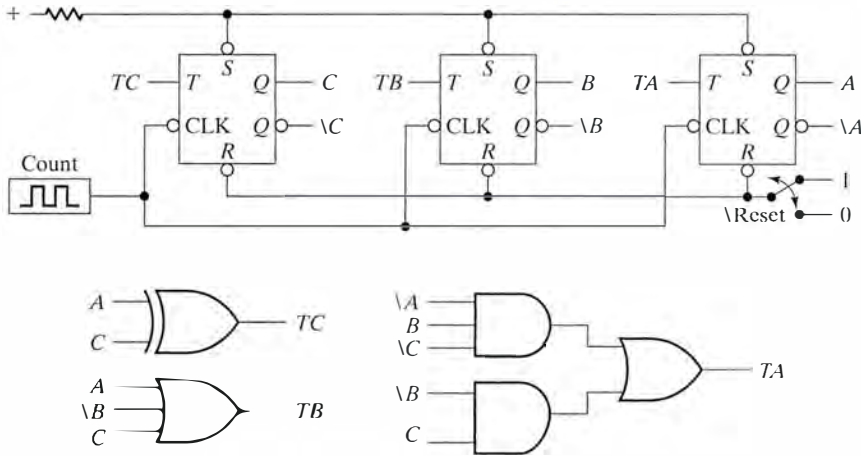 +
S S S
TC T Q C TB T Q B TA T Q A
CLK Q \C CLK Q \B CLK Q \A
R R R
Count
1
\Reset 0
A
C
TC
\A
B
\C
TA
A
\B
C
TB
\B
C